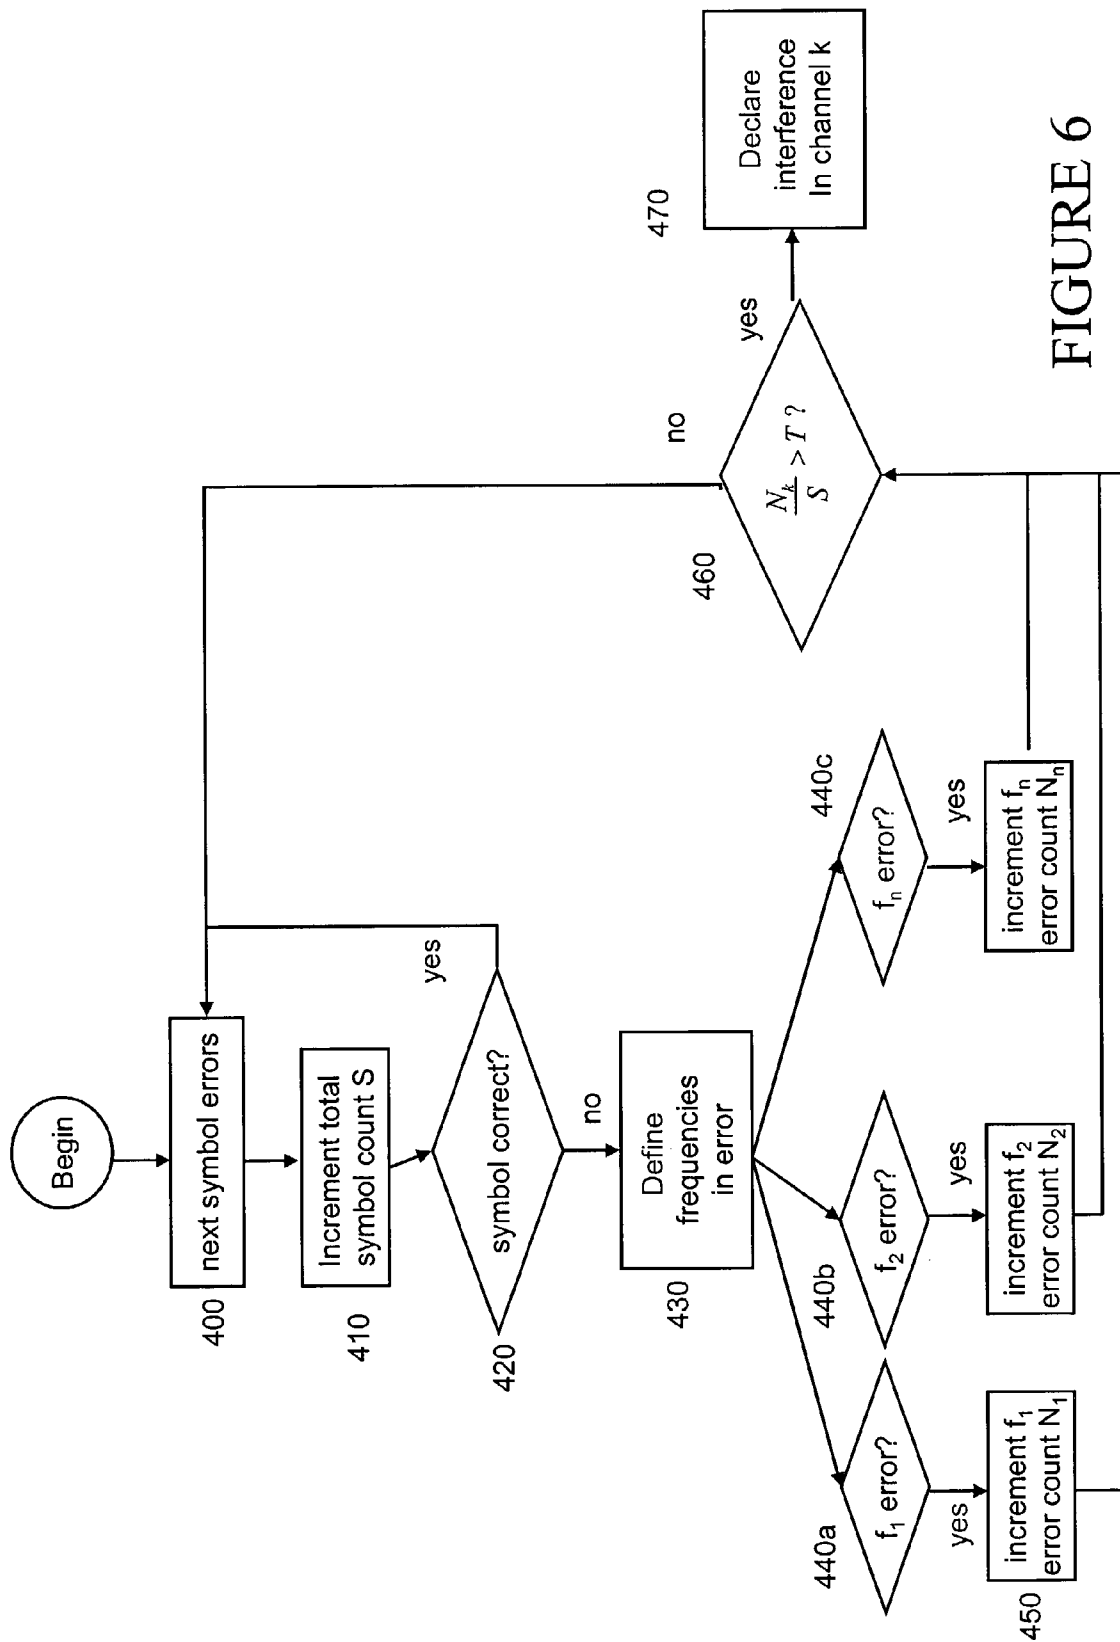 Begin
next symbol errors
400
Increment total
symbol count S
410
symbol correct?
420
yes
no
Define
frequencies
in error
430
f₁ error?
440a
f₂ error?
440b
fₙ error?
440c
yes
yes
yes
increment f₁
error count N₁
450
increment f₂
error count N₂
increment fₙ
error count Nₙ
N_k/S > T ?
460
no
yes
Declare
interference
In channel k
470
FIGURE 6